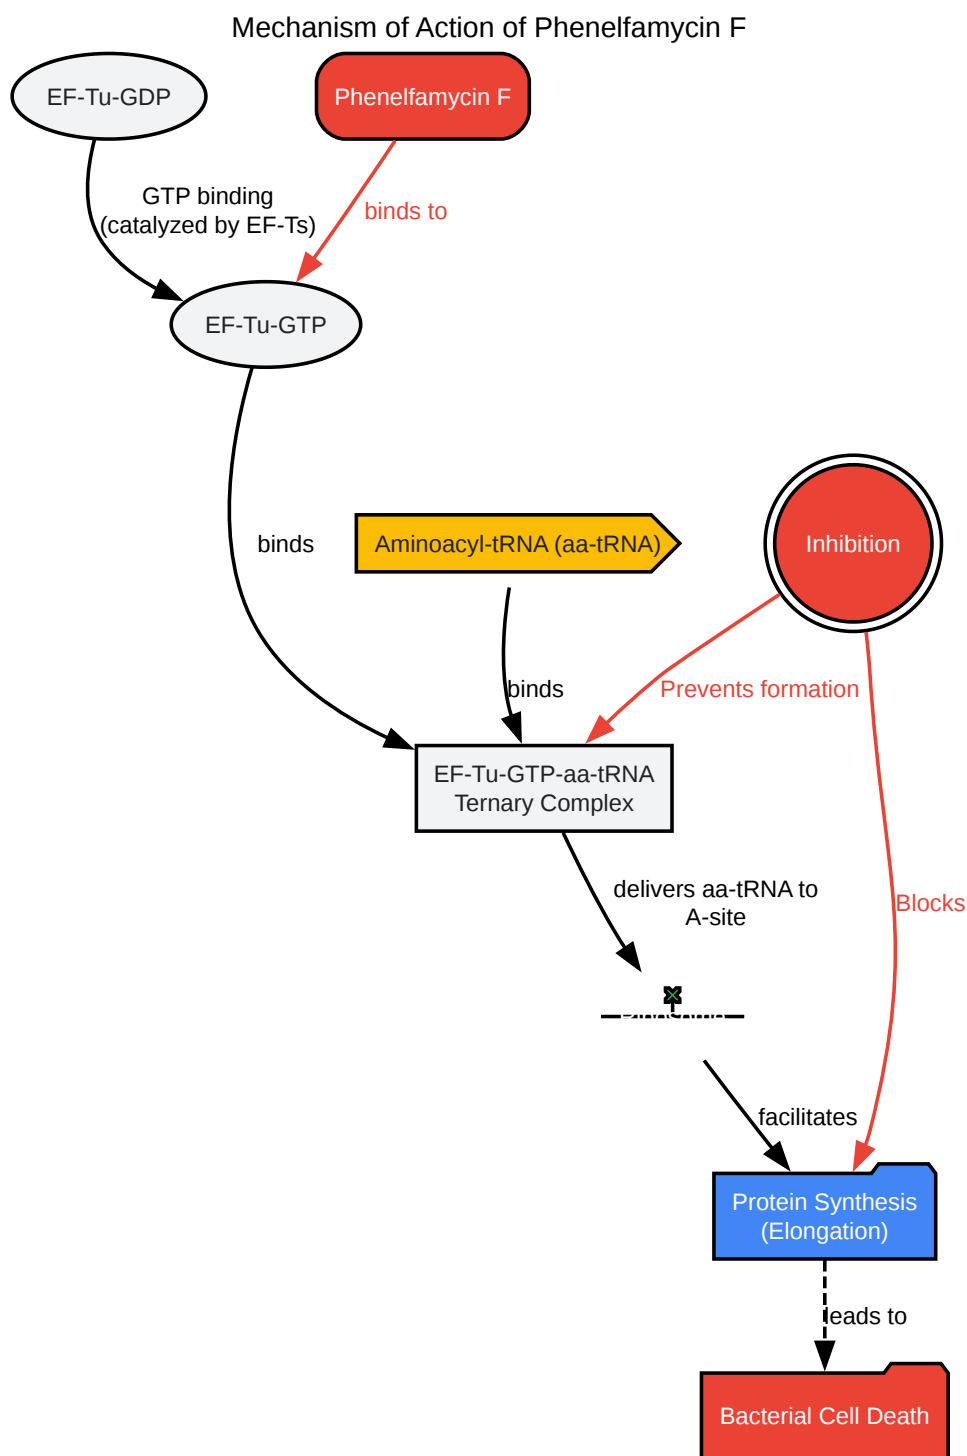 Mechanism of Action of Phenelfamycin F
EF-Tu-GDP
Phenelfamycin F
GTP binding
(catalyzed by EF-Ts)
binds to
EF-Tu-GTP
binds
Aminoacyl-tRNA (aa-tRNA)
Inhibition
binds
Prevents formation
EF-Tu-GTP-aa-tRNA
Ternary Complex
delivers aa-tRNA to
A-site
Blocks
facilitates
Protein Synthesis
(Elongation)
leads to
Bacterial Cell Death